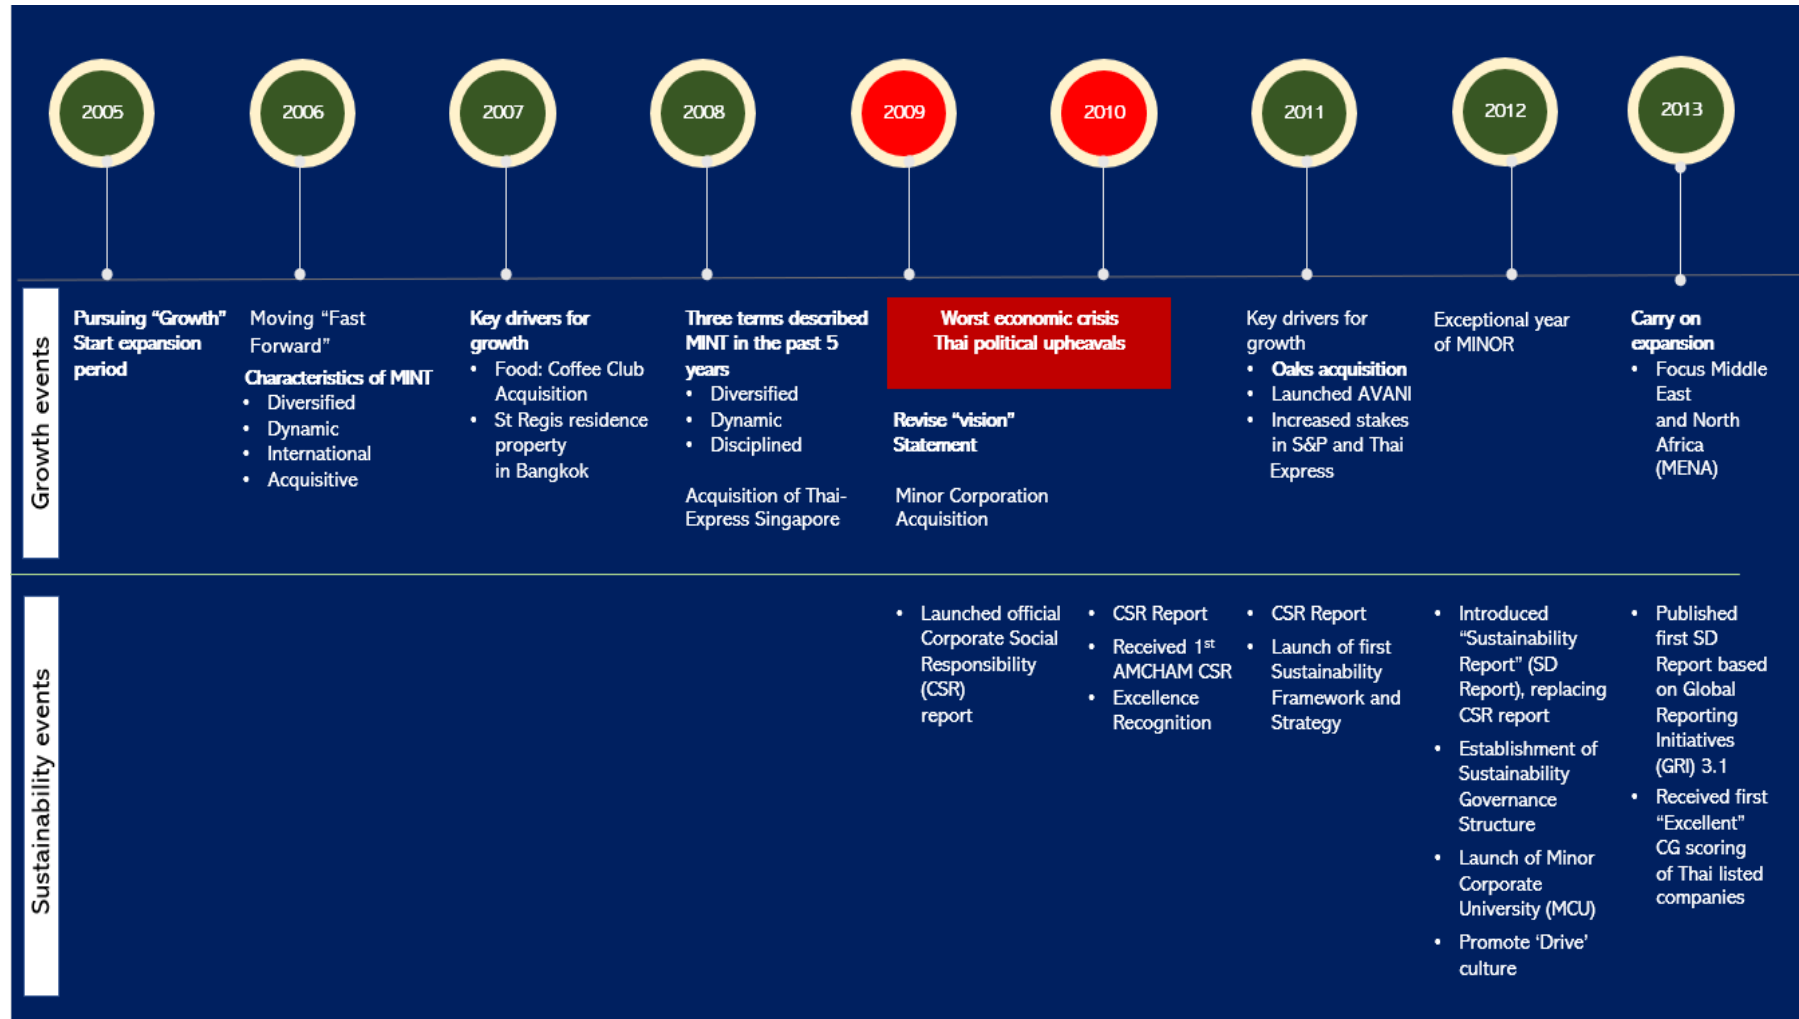 2005
2006
2007
2008
2009
2010
2011
2012
2013
Growth events
Pursuing “Growth”
Start expansion
period
Moving “Fast
Forward”
Characteristics of MINT
• Diversified
• Dynamic
• International
• Acquisitive
Key drivers for
growth
• Food: Coffee Club
Acquisition
• St Regis residence
property
in Bangkok
Three terms described
MINT in the past 5
years
• Diversified
• Dynamic
• Disciplined
Acquisition of Thai-
Express Singapore
Worst economic crisis
Thai political upheavals
Revise “vision”
Statement
Minor Corporation
Acquisition
Key drivers for
growth
• Oaks acquisition
• Launched AVANI
• Increased stakes
in S&P and Thai
Express
Exceptional year
of MINOR
Carry on
expansion
• Focus Middle
East
and North
Africa
(MENA)
Sustainability events
• Launched official
Corporate Social
Responsibility
(CSR)
report
• CSR Report
• Received 1st
AMCHAM CSR
• Excellence
Recognition
• CSR Report
• Launch of first
Sustainability
Framework and
Strategy
• Introduced
“Sustainability
Report” (SD
Report), replacing
CSR report
• Establishment of
Sustainability
Governance
Structure
• Launch of Minor
Corporate
University (MCU)
• Promote ‘Drive’
culture
• Published
first SD
Report based
on Global
Reporting
Initiatives
(GRI) 3.1
• Received first
“Excellent”
CG scoring
of Thai listed
companies